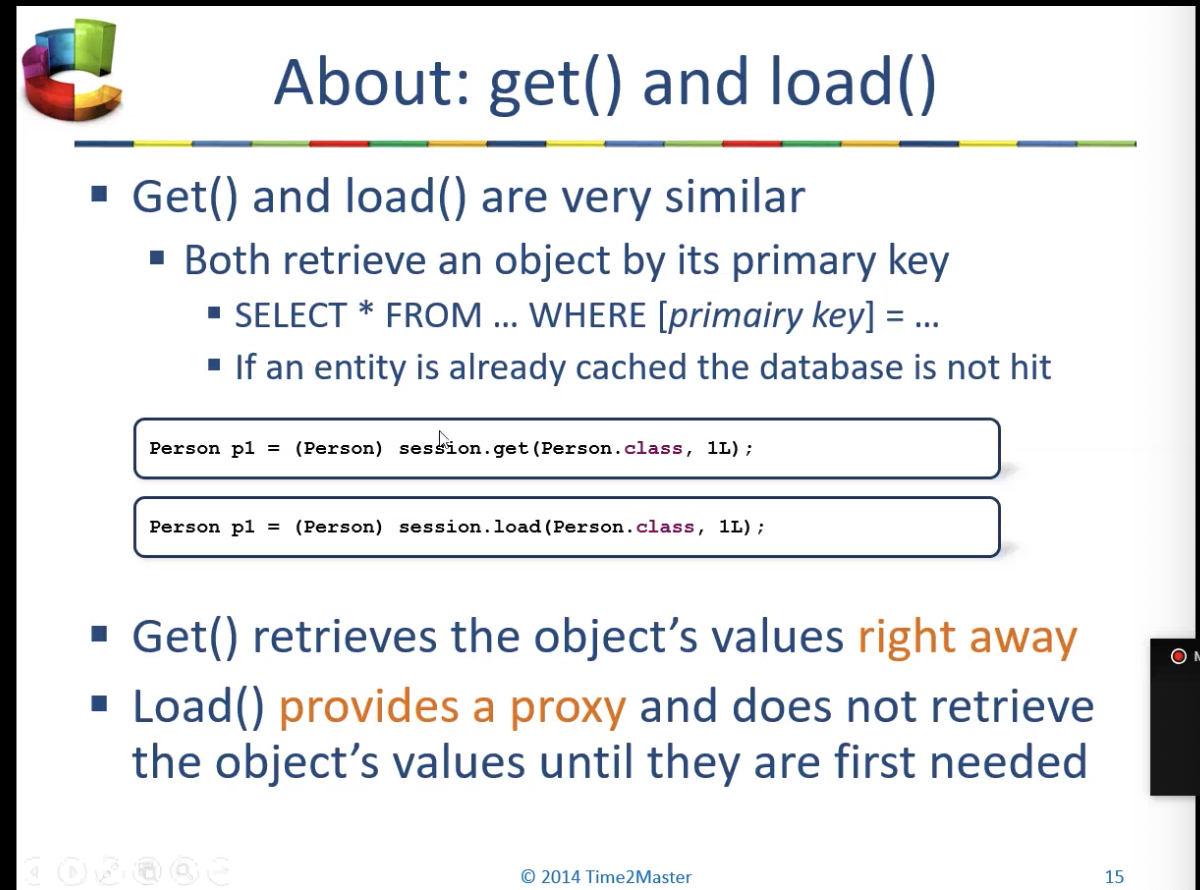 About: get() and load()
Get() and load() are very similar
Both retrieve an object by its primary key
SELECT * FROM … WHERE [primairy key] = …
If an entity is already cached the database is not hit
Person p1 = (Person) session.get(Person.class, 1L);
Person p1 = (Person) session.load(Person.class, 1L);
Get() retrieves the object’s values right away
Load() provides a proxy and does not retrieve
the object’s values until they are first needed
© 2014 Time2Master
15